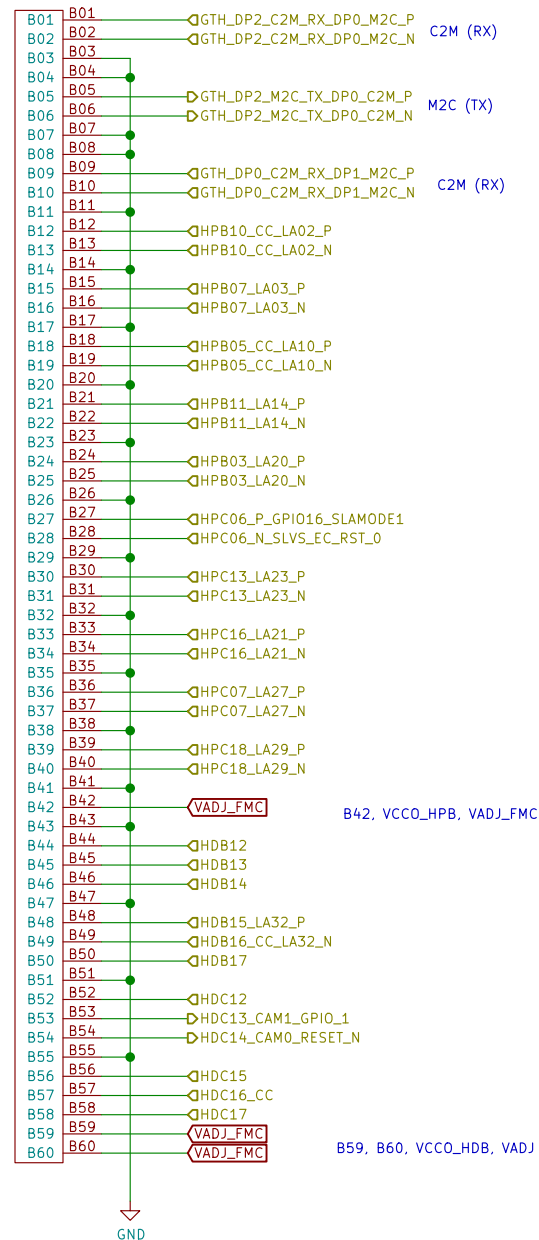 B01 B01 GTH_DP2_C2M_RX_DP0_M2C_P
B02 B02 GTH_DP2_C2M_RX_DP0_M2C_N C2M (RX)
B03 B03
B04 B04
B05 B05 GTH_DP2_M2C_TX_DP0_C2M_P
B06 B06 GTH_DP2_M2C_TX_DP0_C2M_N M2C (TX)
B07 B07
B08 B08
B09 B09 GTH_DP0_C2M_RX_DP1_M2C_P
B10 B10 GTH_DP0_C2M_RX_DP1_M2C_N C2M (RX)
B11 B11
B12 B12 HPB10_CC_LA02_P
B13 B13 HPB10_CC_LA02_N
B14 B14
B15 B15 HPB07_LA03_P
B16 B16 HPB07_LA03_N
B17 B17
B18 B18 HPB05_CC_LA10_P
B19 B19 HPB05_CC_LA10_N
B20 B20
B21 B21 HPB11_LA14_P
B22 B22 HPB11_LA14_N
B23 B23
B24 B24 HPB03_LA20_P
B25 B25 HPB03_LA20_N
B26 B26
B27 B27 HPC06_P_GPIO16_SLAMODE1
B28 B28 HPC06_N_SLVS_EC_RST_0
B29 B29
B30 B30 HPC13_LA23_P
B31 B31 HPC13_LA23_N
B32 B32
B33 B33 HPC16_LA21_P
B34 B34 HPC16_LA21_N
B35 B35
B36 B36 HPC07_LA27_P
B37 B37 HPC07_LA27_N
B38 B38
B39 B39 HPC18_LA29_P
B40 B40 HPC18_LA29_N
B41 B41
B42 B42 VADJ_FMC B42, VCCO_HPB, VADJ_FMC
B43 B43
B44 B44 HDB12
B45 B45 HDB13
B46 B46 HDB14
B47 B47
B48 B48 HDB15_LA32_P
B49 B49 HDB16_CC_LA32_N
B50 B50 HDB17
B51 B51
B52 B52 HDC12
B53 B53 HDC13_CAM1_GPIO_1
B54 B54 HDC14_CAM0_RESET_N
B55 B55
B56 B56 HDC15
B57 B57 HDC16_CC
B58 B58 HDC17
B59 B59 VADJ_FMC B59, B60, VCCO_HDB, VADJ
B60 B60 VADJ_FMC
GND